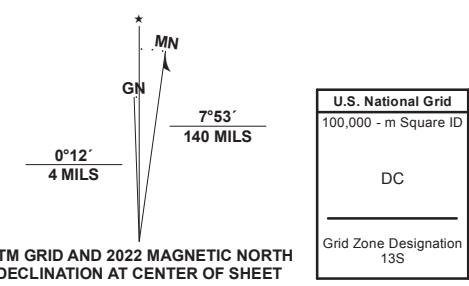 ★
MN
GN
7°53´
140 MILS
0°12´
4 MILS
TM GRID AND 2022 MAGNETIC NORTH
DECLINATION AT CENTER OF SHEET
U.S. National Grid
100,000 - m Square ID
DC
Grid Zone Designation
13S